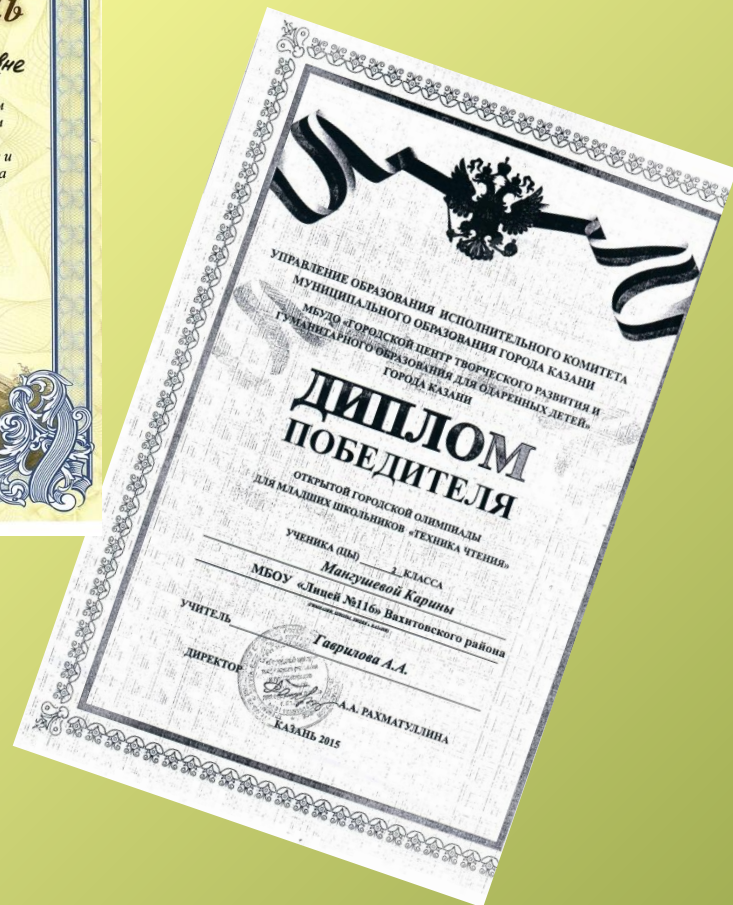 УПРАВЛЕНИЕ ОБРАЗОВАНИЯ ИСПОЛНИТЕЛЬНОГО КОМИТЕТА
МУНИЦИПАЛЬНОГО ОБРАЗОВАНИЯ ГОРОДА КАЗАНИ
МБУДО «ГОРОДСКОЙ ЦЕНТР ТВОРЧЕСКОГО РАЗВИТИЯ И
ГУМАНИТАРНОГО ОБРАЗОВАНИЯ ДЛЯ ОДАРЕННЫХ ДЕТЕЙ»
ГОРОДА КАЗАНИ
ДИПЛОМ
ПОБЕДИТЕЛЯ
ОТКРЫТОЙ ГОРОДСКОЙ ОЛИМПИАДЫ
ДЛЯ МЛАДШИХ ШКОЛЬНИКОВ «ТЕХНИКА ЧТЕНИЯ»
УЧЕНИКА (ЦЫ) КЛАССА
Мангушевой Карины
МБОУ «Лицей №116» Вахитовского района
УЧИТЕЛЬ Гаврилова А.А.
ДИРЕКТОР А.А. РАХМАТУЛЛИНА
КАЗАНЬ 2015